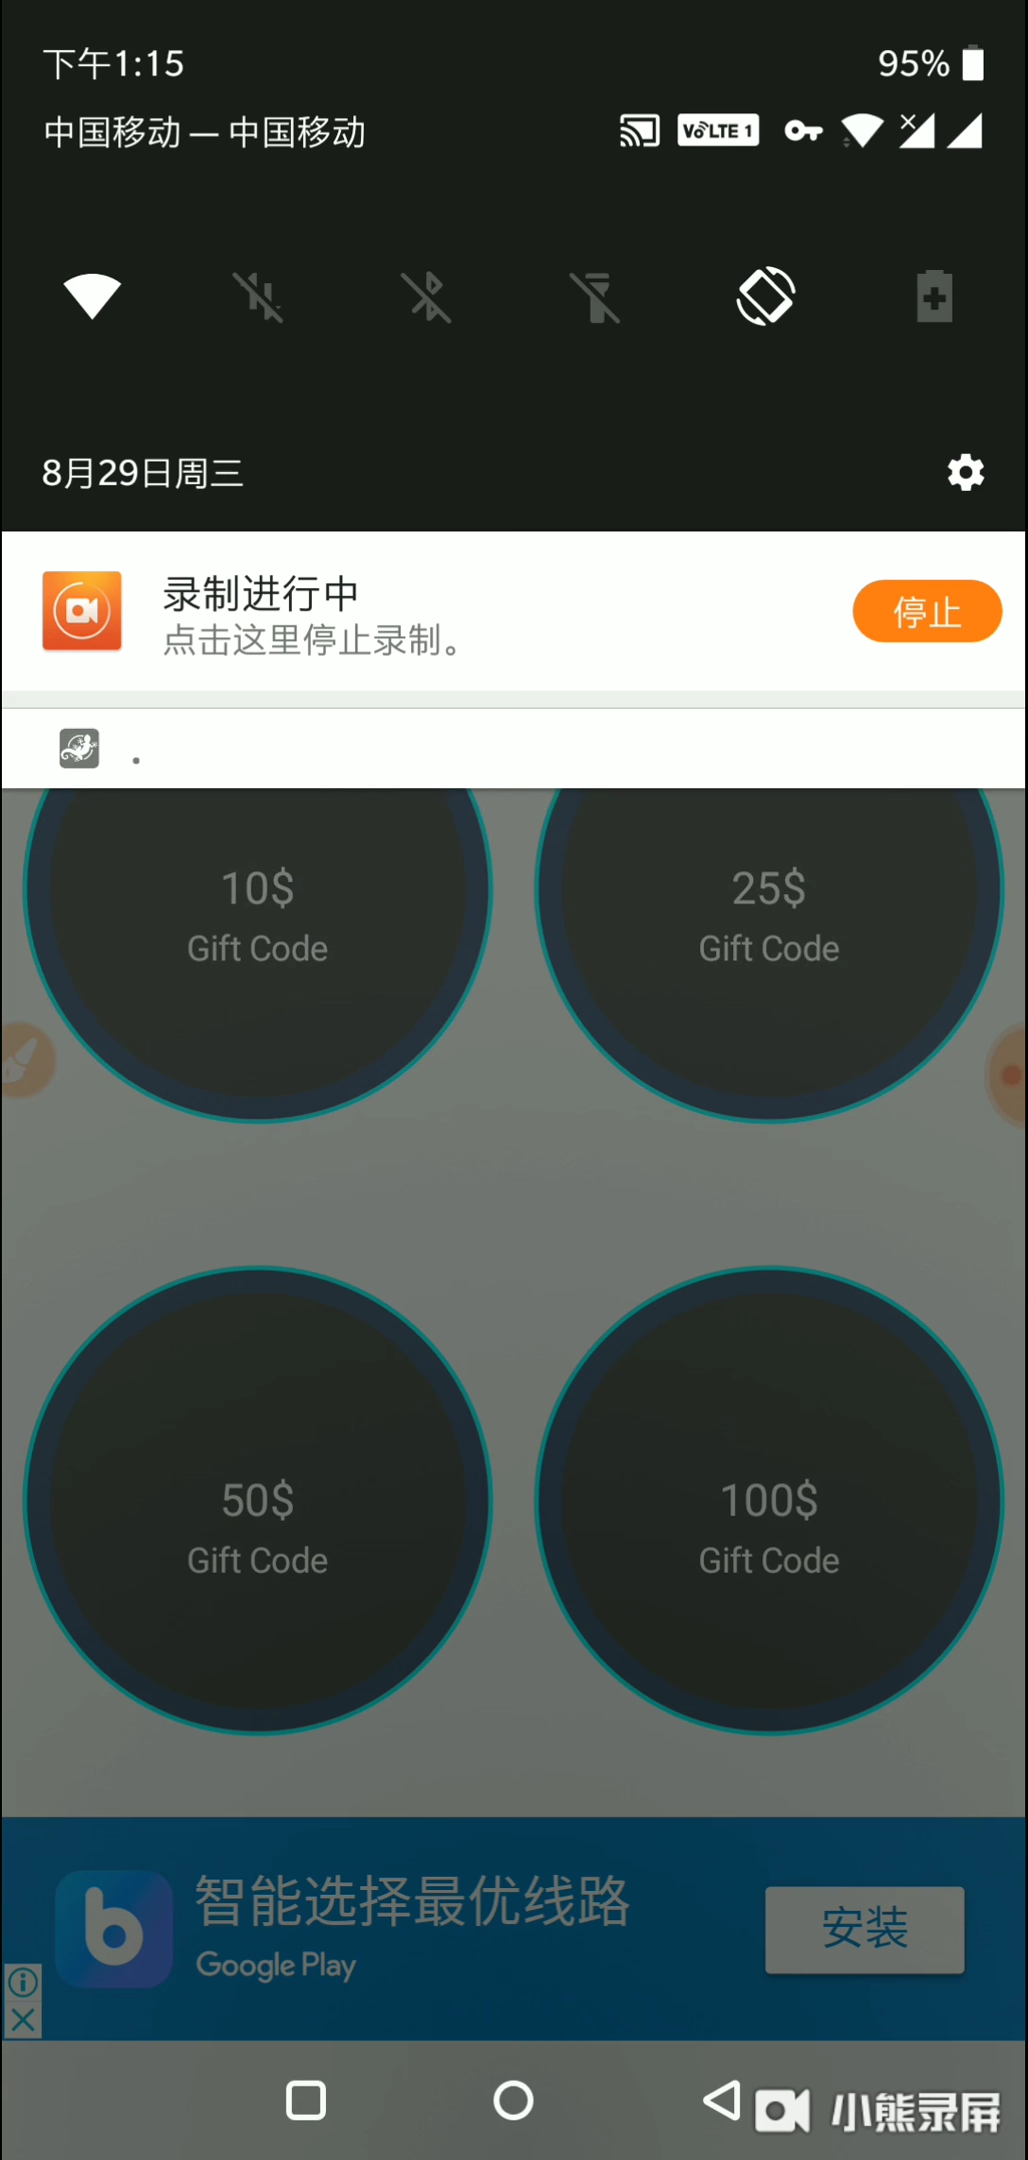 下午1:15
95%
中国移动 — 中国移动
VoLTE 1
8月29日周三
录制进行中
点击这里停止录制。
停止
.
10$
Gift Code
25$
Gift Code
50$
Gift Code
100$
Gift Code
智能选择最优线路
Google Play
安装
小熊录屏